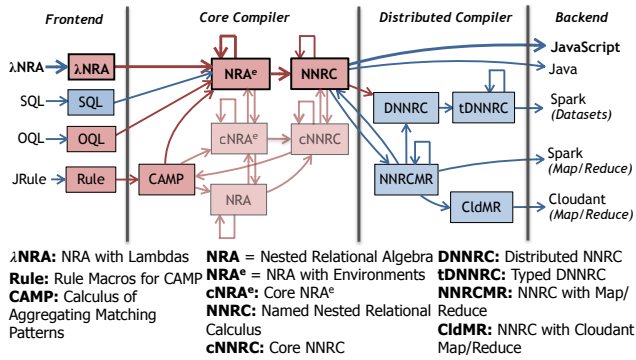 Frontend Core Compiler Distributed Compiler Backend
λNRA λNRA NRAᵉ NNRC JavaScript
Java
SQL SQL DNNRC tDNNRC Spark
(Datasets)
OQL OQL cNRAᵉ cNNRC
JRule Rule CAMP NRA NNRCMR Spark
(Map/Reduce)
CldMR Cloudant
(Map/Reduce)
λNRA: NRA with Lambdas
Rule: Rule Macros for CAMP
CAMP: Calculus of
Aggregating Matching
Patterns
NRA = Nested Relational Algebra
NRAᵉ = NRA with Environments
cNRAᵉ: Core NRAᵉ
NNRC: Named Nested Relational
Calculus
cNNRC: Core NNRC
DNNRC: Distributed NNRC
tDNNRC: Typed DNNRC
NNRCMR: NNRC with Map/
Reduce
CldMR: NNRC with Cloudant
Map/Reduce